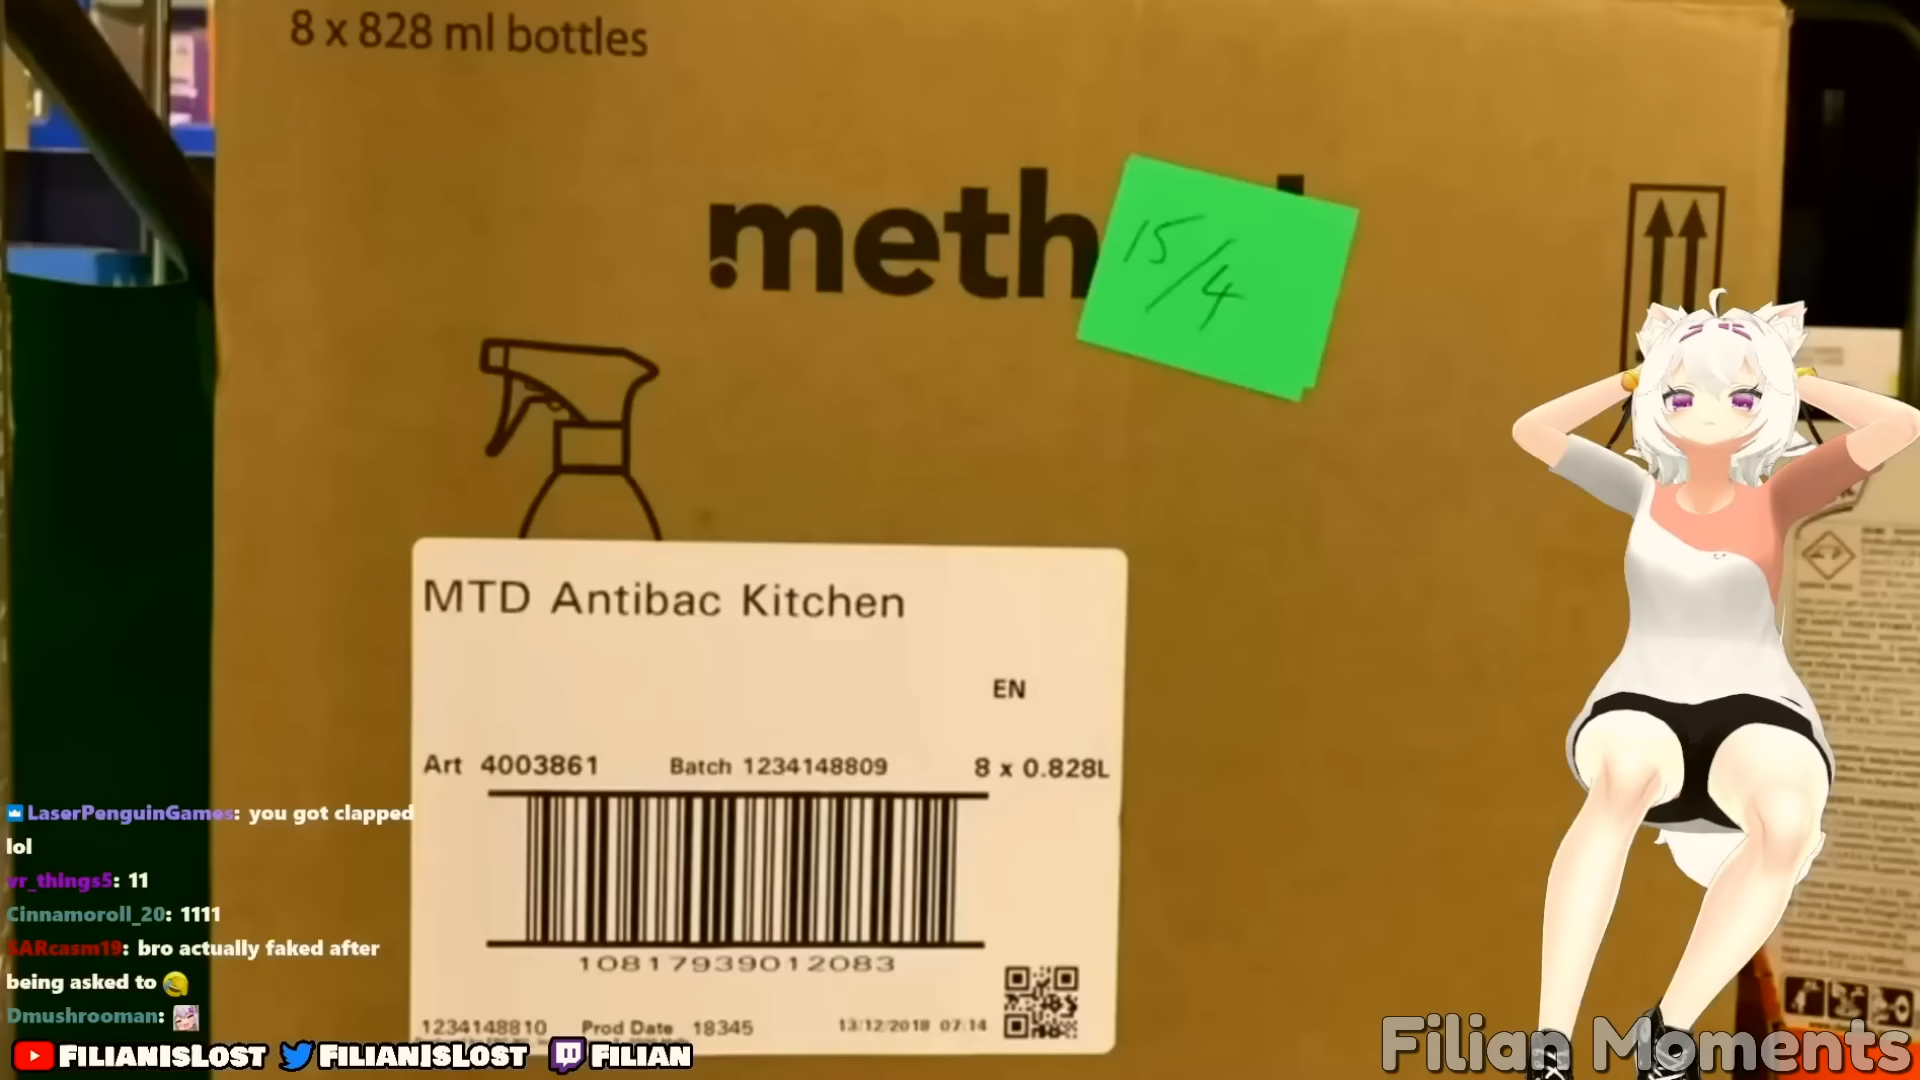 8 x 828 ml bottles
meth
15/4
MTD Antibac Kitchen
EN
Art 4003861 Batch 1234148809 8 x 0.828L
10817939012083
1234148810 Prod Date 18345 13/12/2018 07:14
LaserPenguinGames: you got clapped
lol
vr_things5: 11
Cinnamoroll_20: 1111
SARcasm19: bro actually faked after
being asked to
Dmushrooman:
FILIANISLOST FILIANISLOST FILIAN
Filian Moments